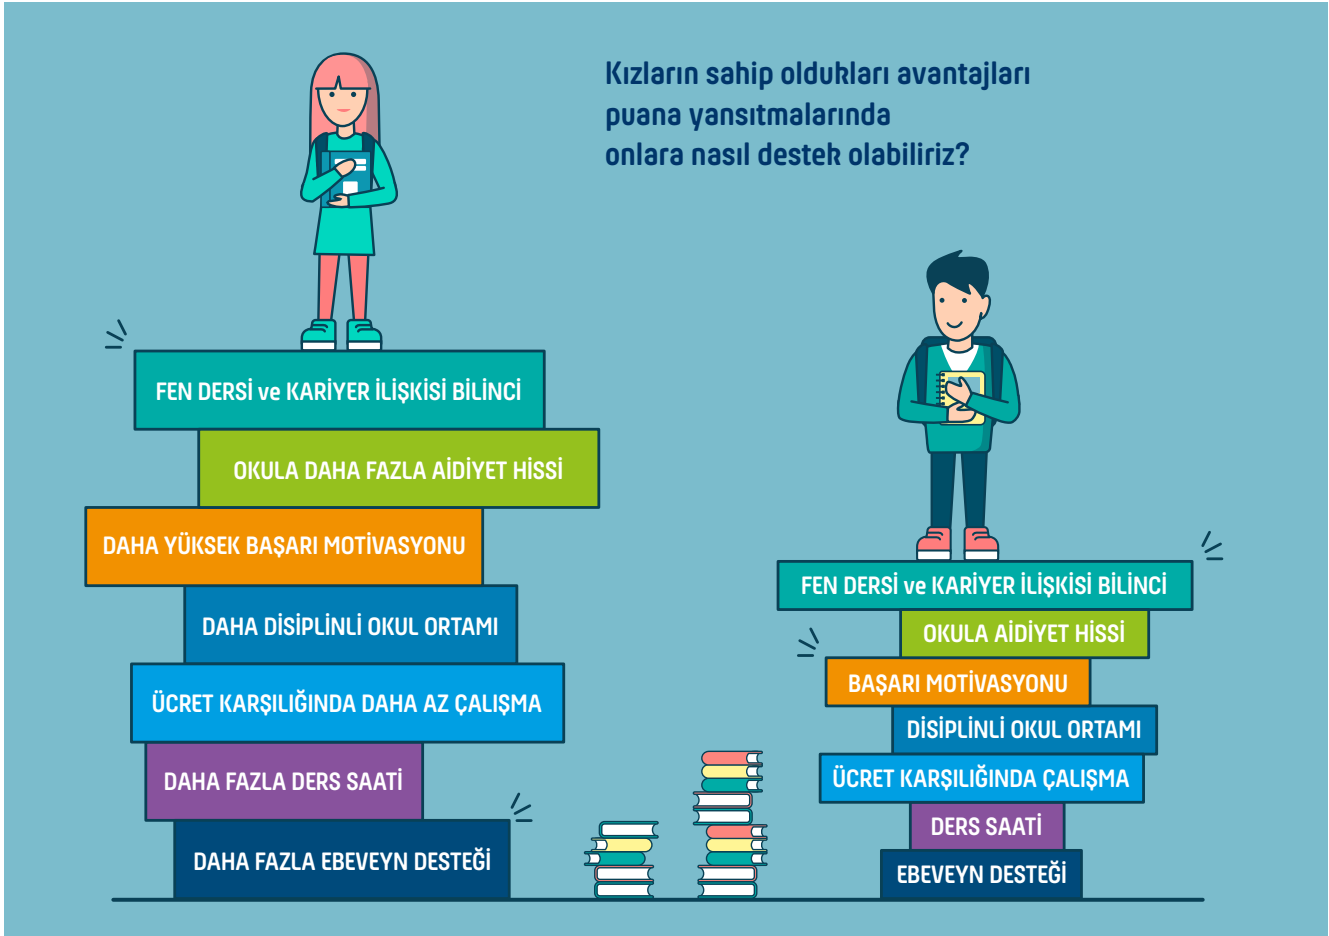 Kızların sahip oldukları avantajları
puana yansıtmalarında
onlara nasıl destek olabiliriz?
FEN DERSİ ve KARİYER İLİŞKİSİ BİLİNCİ
OKULA DAHA FAZLA AİDİYET HİSSİ
DAHA YÜKSEK BAŞARI MOTİVASYONU
DAHA DİSİPLİNLİ OKUL ORTAMI
ÜCRET KARŞILIĞINDA DAHA AZ ÇALIŞMA
DAHA FAZLA DERS SAATİ
DAHA FAZLA EBEVEYN DESTEĞİ
FEN DERSİ ve KARİYER İLİŞKİSİ BİLİNCİ
OKULA AİDİYET HİSSİ
BAŞARI MOTİVASYONU
DİSİPLİNLİ OKUL ORTAMI
ÜCRET KARŞILIĞINDA ÇALIŞMA
DERS SAATİ
EBEVEYN DESTEĞİ